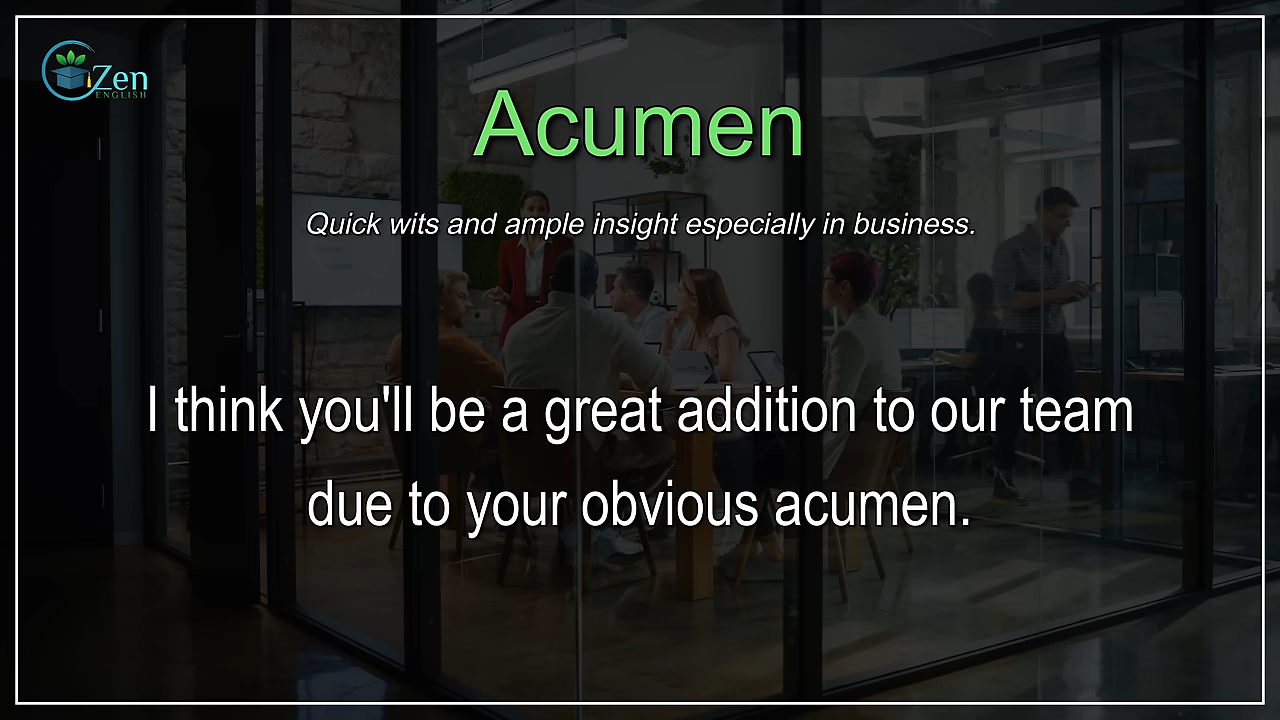 Zen
ENGLISH
Acumen
Quick wits and ample insight especially in business.
I think you'll be a great addition to our team
due to your obvious acumen.